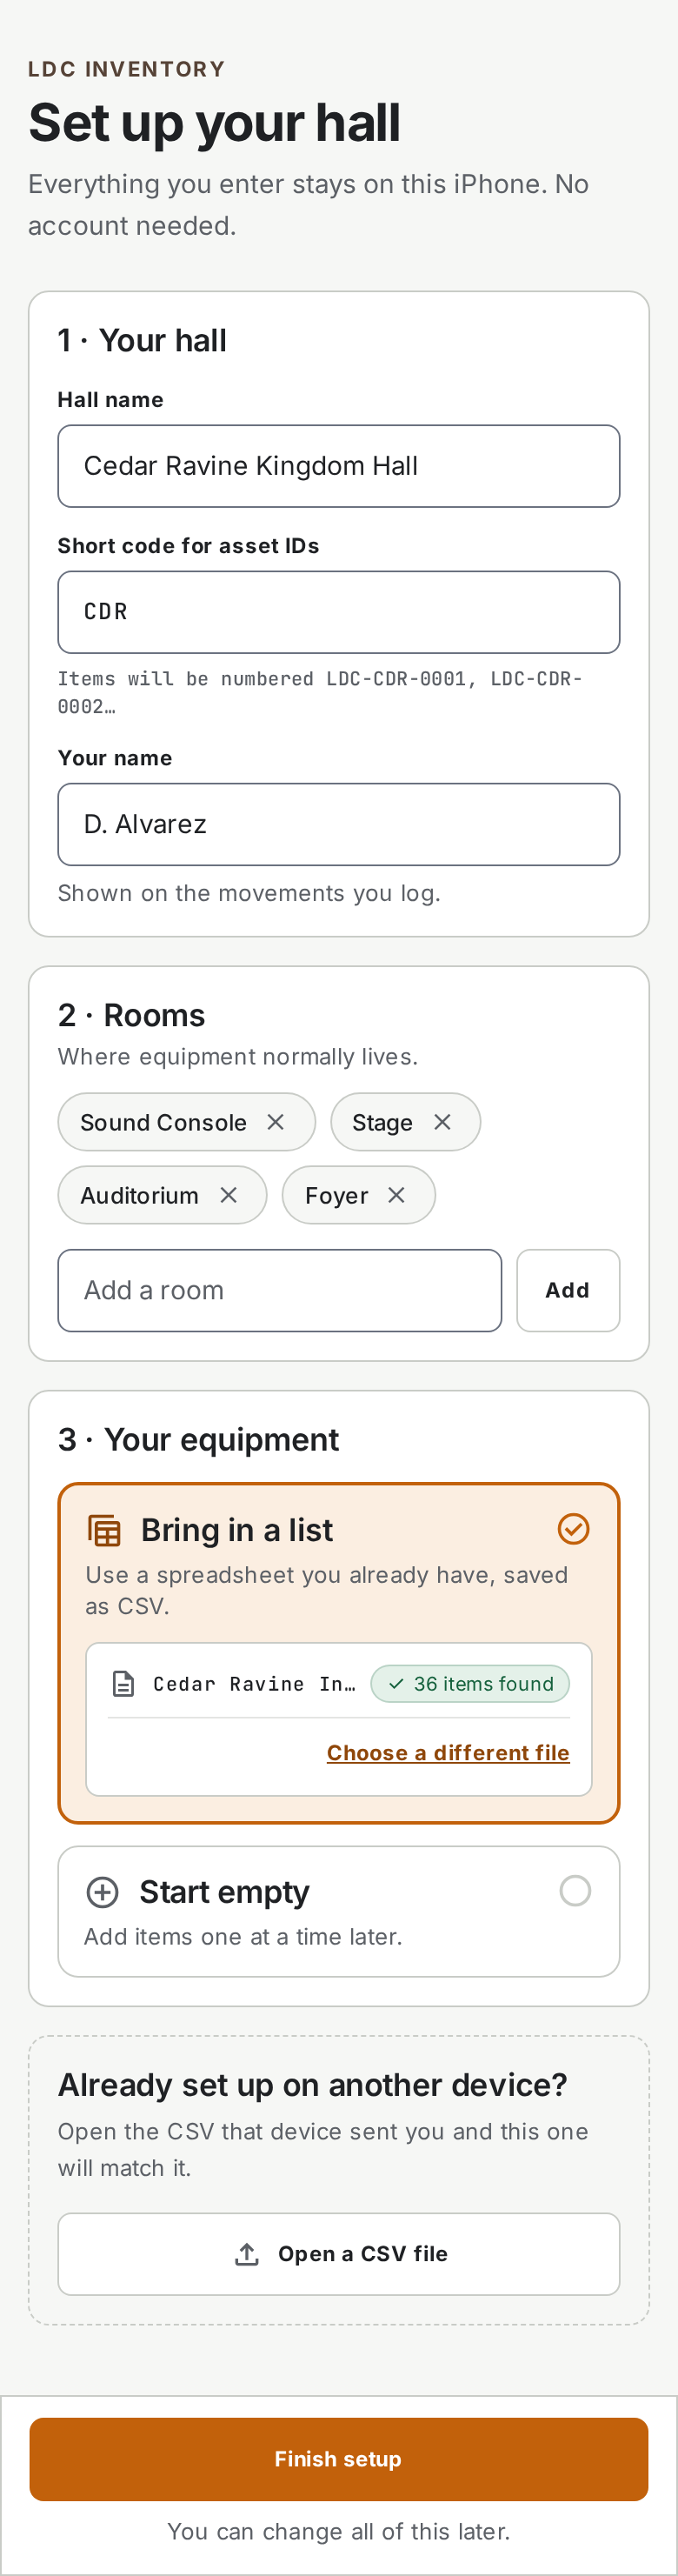 LDC INVENTORY
Set up your hall
Everything you enter stays on this iPhone. No
account needed.
1 · Your hall
Hall name
Cedar Ravine Kingdom Hall
Short code for asset IDs
CDR
Items will be numbered LDC-CDR-0001, LDC-CDR-
0002…
Your name
D. Alvarez
Shown on the movements you log.
2 · Rooms
Where equipment normally lives.
Sound Console
Stage
Auditorium
Foyer
Add a room
Add
3 · Your equipment
Bring in a list
Use a spreadsheet you already have, saved
as CSV.
Cedar Ravine In… 36 items found
Choose a different file
Start empty
Add items one at a time later.
Already set up on another device?
Open the CSV that device sent you and this one
will match it.
Open a CSV file
Finish setup
You can change all of this later.